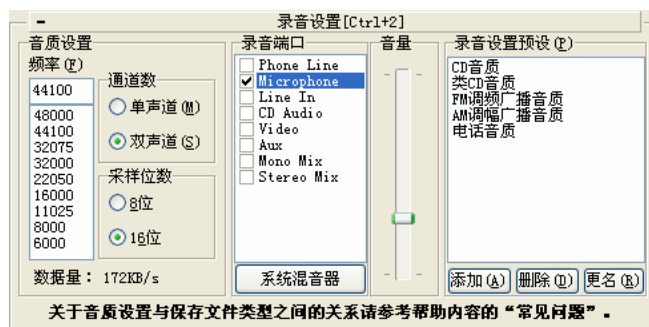 录音设置[Ctrl+2]
音质设置
频率(F)
44100
48000
44100
32075
32000
22050
16000
11025
8000
6000
通道数
单声道(M)
双声道(S)
采样位数
8位
16位
数据量: 172KB/s
录音端口
Phone Line
Microphone
Line In
CD Audio
Video
Aux
Mono Mix
Stereo Mix
系统混音器
音量
录音设置预设(P)
CD音质
类CD音质
FM调频广播音质
AM调幅广播音质
电话音质
添加(A)
删除(D)
更名(R)
关于音质设置与保存文件类型之间的关系请参考帮助内容的“常见问题”。